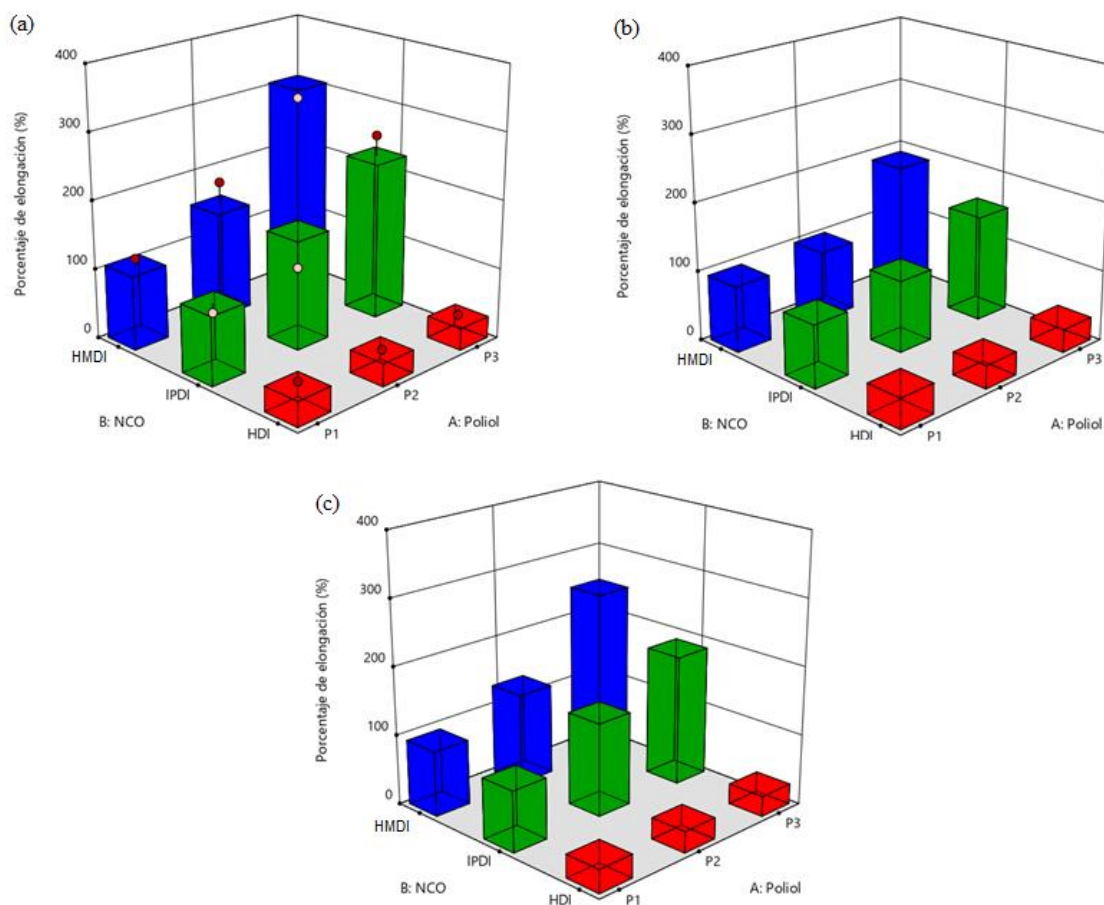 (a)
400
300
200
100
0
Porcentaje de elongación (%)
HMDI
IPDI
HDI
B: NCO
P1
P2
P3
A: Poliol
(b)
400
300
200
100
0
Porcentaje de elongación (%)
HMDI
IPDI
HDI
B: NCO
P1
P2
P3
A: Poliol
(c)
400
300
200
100
0
Porcentaje de elongación (%)
HMDI
IPDI
HDI
B: NCO
P1
P2
P3
A: Poliol